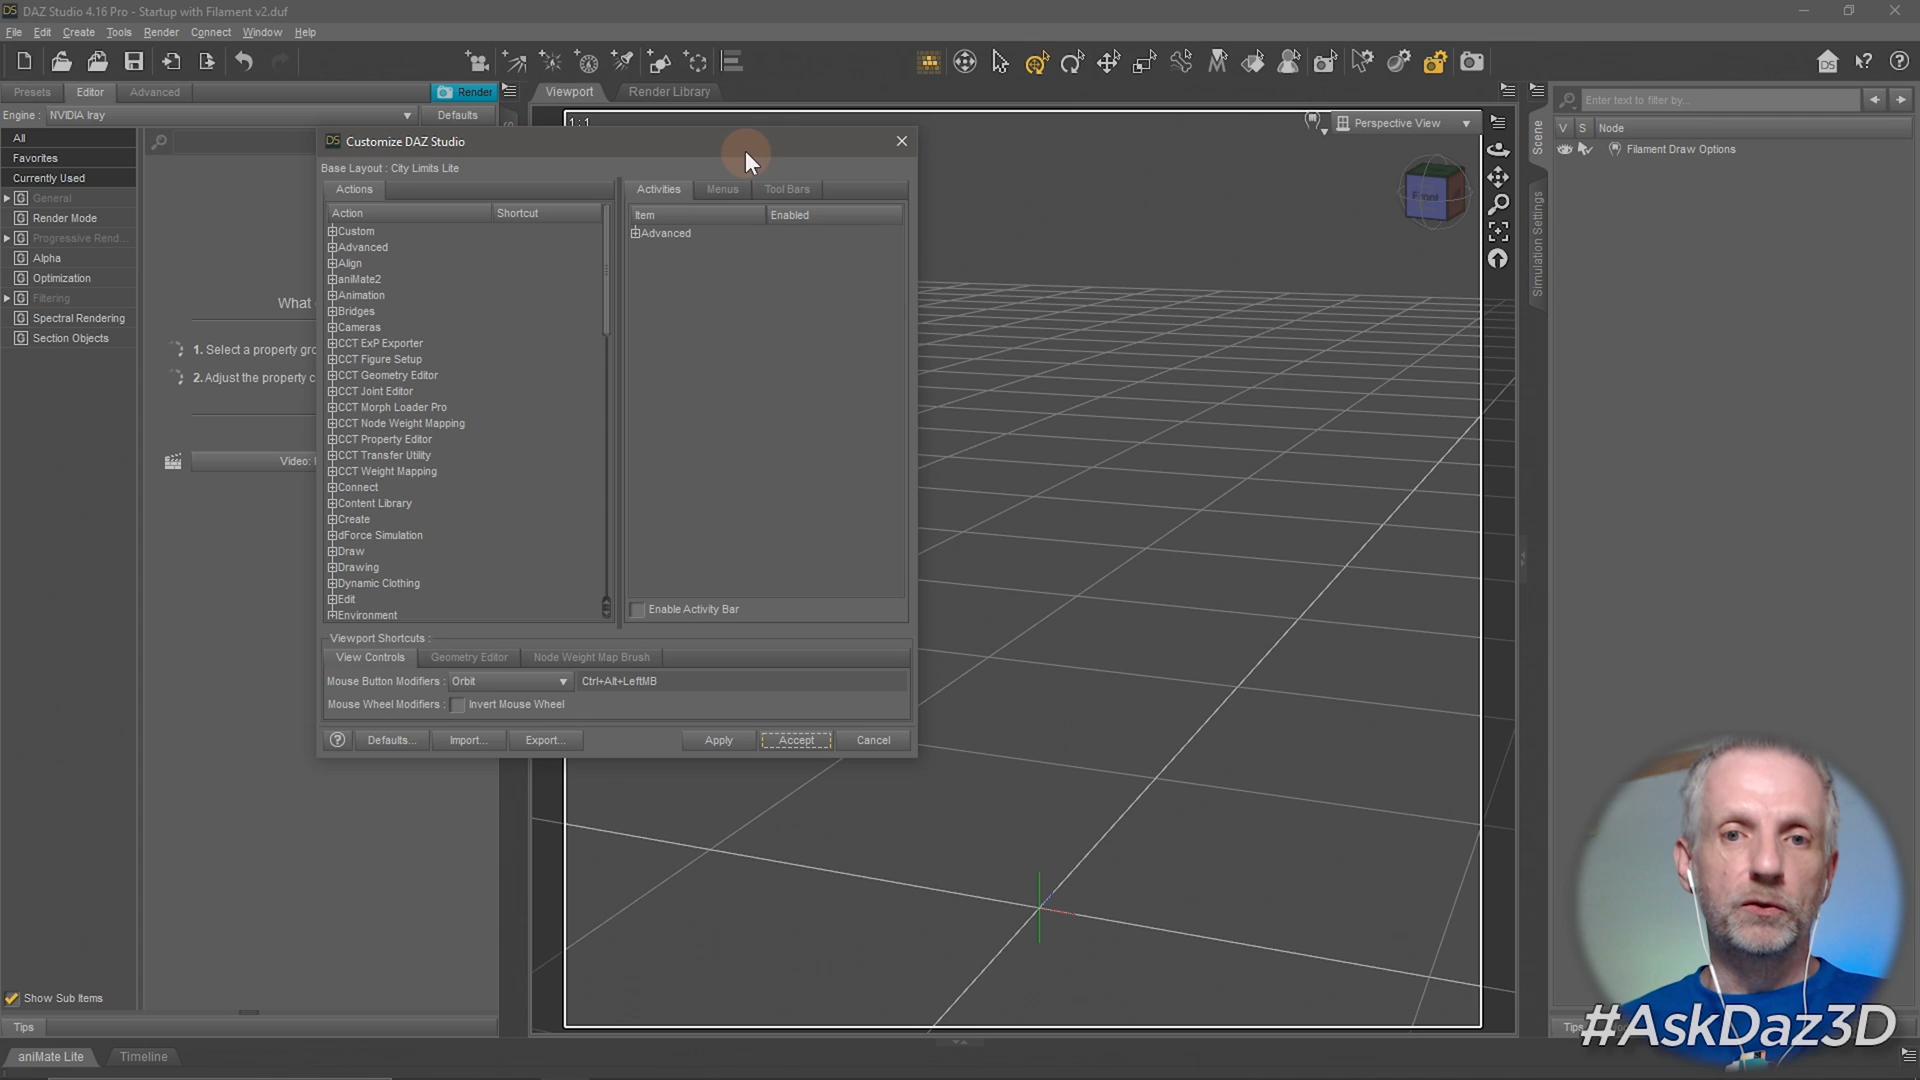 DAZ Studio 4.16 Pro - Startup with Filament v2.duf
File Edit Create Tools Render Connect Window Help
Presets Editor Advanced Render
Viewport Render Library
Engine : NVIDIA Iray Defaults
All
Favorites
Currently Used
General
Render Mode
Progressive Rend...
Alpha
Optimization
Filtering
Spectral Rendering
Section Objects
What
1. Select a property gro
2. Adjust the property c
Video:
Show Sub Items
Tips
aniMate Lite Timeline
DS Customize DAZ Studio
Base Layout : City Limits Lite
Actions
Action Shortcut
Custom
Advanced
Align
aniMate2
Animation
Bridges
Cameras
CCT ExP Exporter
CCT Figure Setup
CCT Geometry Editor
CCT Joint Editor
CCT Morph Loader Pro
CCT Node Weight Mapping
CCT Property Editor
CCT Transfer Utility
CCT Weight Mapping
Connect
Content Library
Create
dForce Simulation
Draw
Drawing
Dynamic Clothing
Edit
Environment
Activities Menus Tool Bars
Item Enabled
Advanced
Enable Activity Bar
Viewport Shortcuts :
View Controls Geometry Editor Node Weight Map Brush
Mouse Button Modifiers : Orbit Ctrl+Alt+LeftMB
Mouse Wheel Modifiers : Invert Mouse Wheel
? Defaults... Import... Export... Apply Accept Cancel
1 : 1
Perspective View
Front
Scene
Simulation Settings
Enter text to filter by...
V S Node
Filament Draw Options
Tips
#AskDaz3D